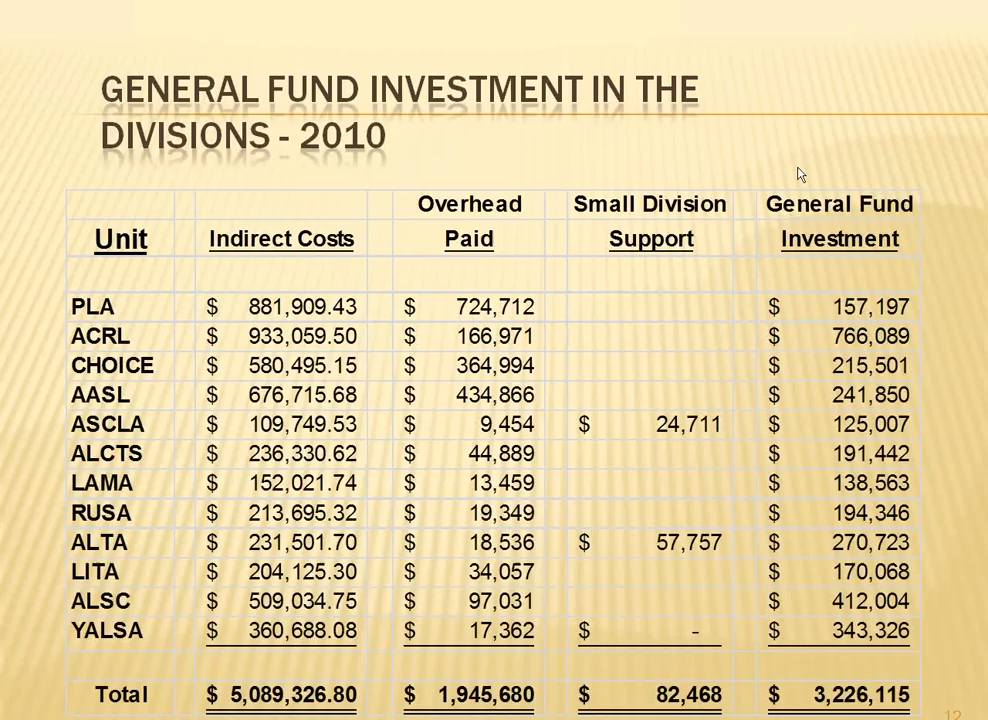 GENERAL FUND INVESTMENT IN THE
DIVISIONS - 2010
Overhead Small Division General Fund
Unit Indirect Costs Paid Support Investment
PLA $ 881,909.43 $ 724,712 $ 157,197
ACRL $ 933,059.50 $ 166,971 $ 766,089
CHOICE $ 580,495.15 $ 364,994 $ 215,501
AASL $ 676,715.68 $ 434,866 $ 241,850
ASCLA $ 109,749.53 $ 9,454 $ 24,711 $ 125,007
ALCTS $ 236,330.62 $ 44,889 $ 191,442
LAMA $ 152,021.74 $ 13,459 $ 138,563
RUSA $ 213,695.32 $ 19,349 $ 194,346
ALTA $ 231,501.70 $ 18,536 $ 57,757 $ 270,723
LITA $ 204,125.30 $ 34,057 $ 170,068
ALSC $ 509,034.75 $ 97,031 $ 412,004
YALSA $ 360,688.08 $ 17,362 $ - $ 343,326
Total $ 5,089,326.80 $ 1,945,680 $ 82,468 $ 3,226,115
12